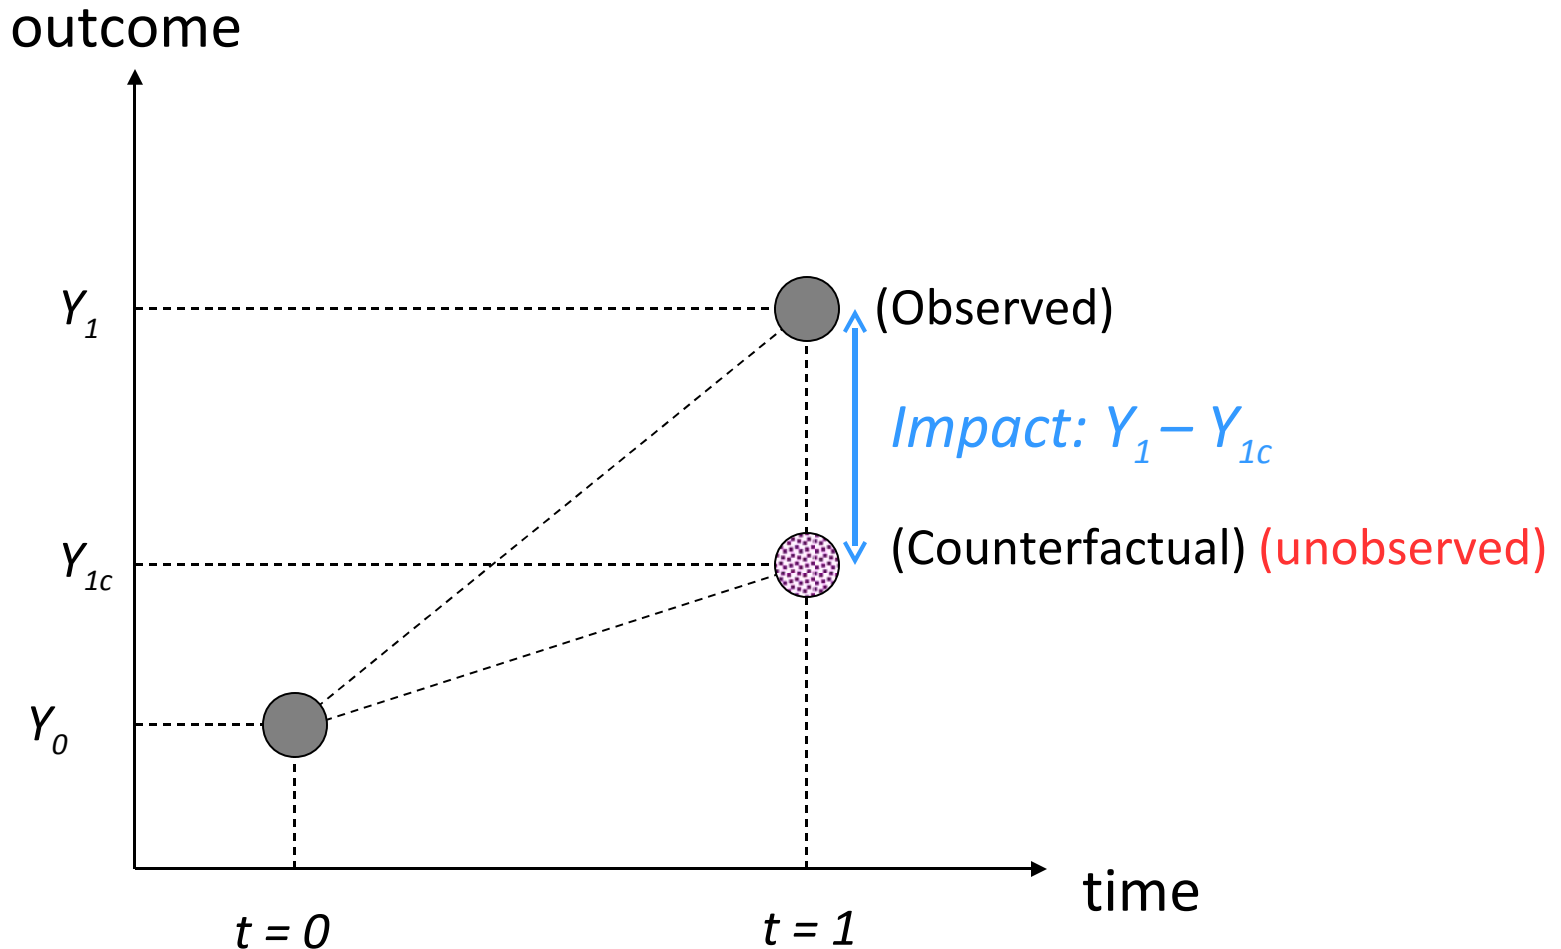 outcome
Y₁ (Observed)
Impact: Y₁ – Y₁c
Y₁c (Counterfactual) (unobserved)
Y₀
time
t = 0 t = 1